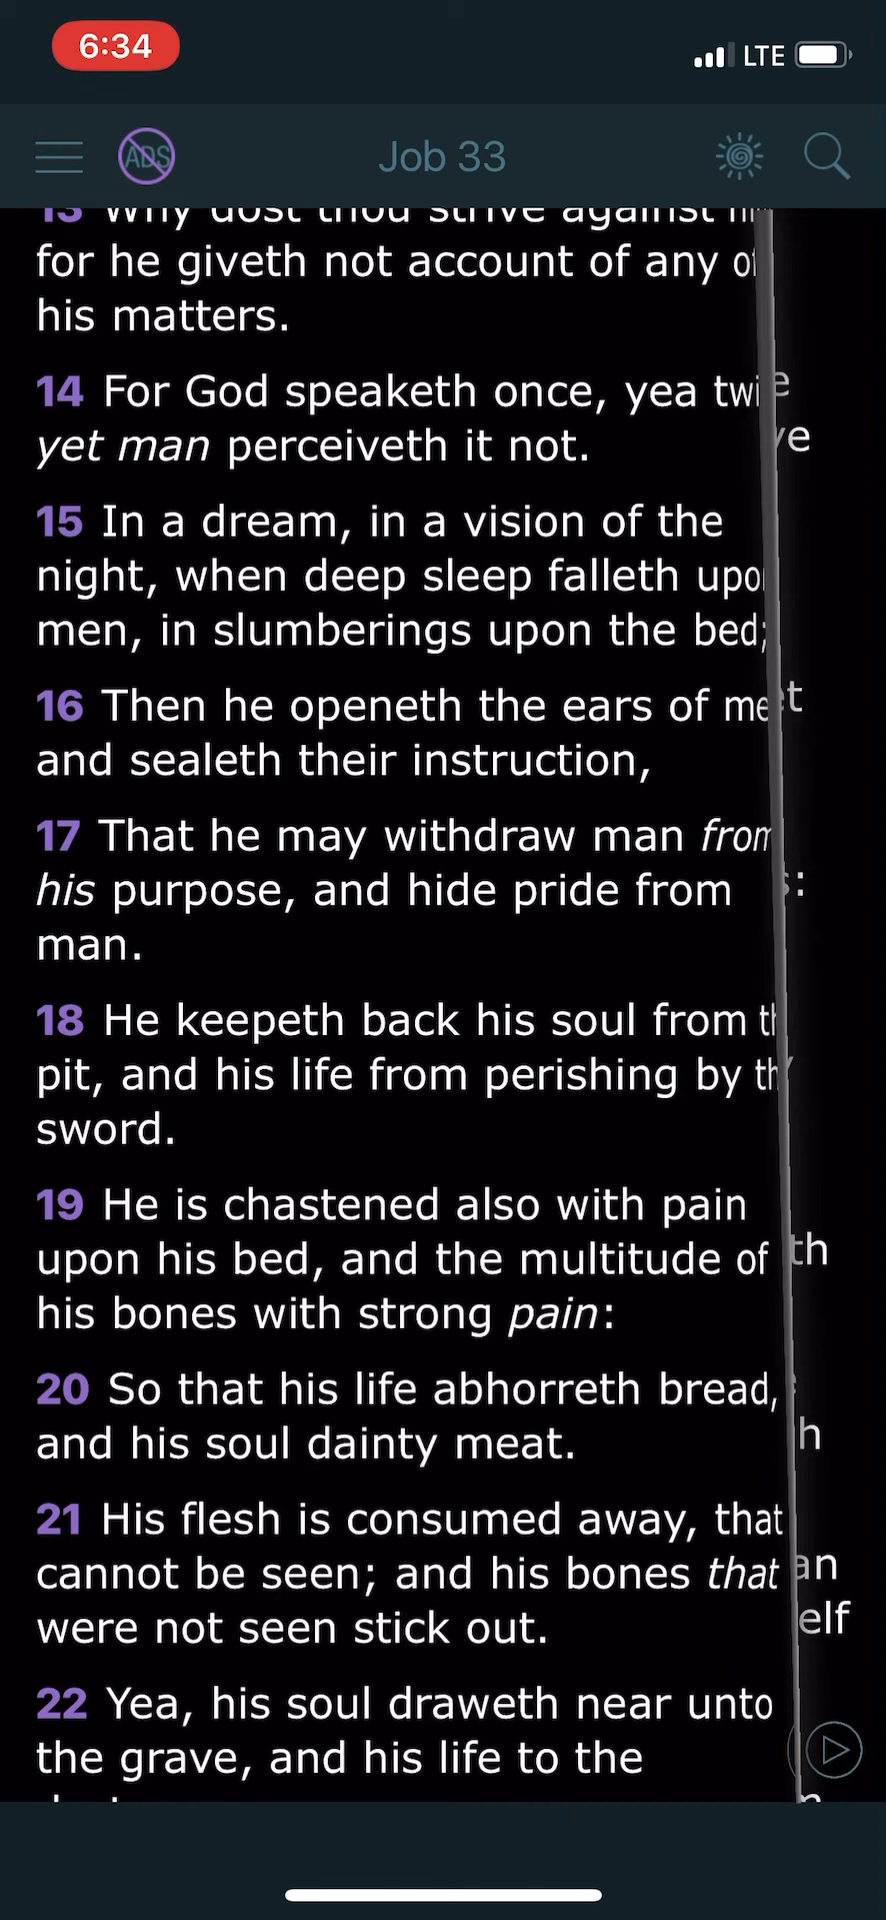 6:34
LTE
ADS
Job 33
13 Why dost thou strive against
for he giveth not account of any
his matters.
14 For God speaketh once, yea
yet man perceiveth it not.
15 In a dream, in a vision of the
night, when deep sleep falleth
men, in slumberings upon the bed;
16 Then he openeth the ears of
and sealeth their instruction,
17 That he may withdraw man from
his purpose, and hide pride from
man.
18 He keepeth back his soul from
pit, and his life from perishing by
sword.
19 He is chastened also with pain
upon his bed, and the multitude of
his bones with strong pain:
20 So that his life abhorreth bread,
and his soul dainty meat.
21 His flesh is consumed away, that
cannot be seen; and his bones that
were not seen stick out.
22 Yea, his soul draweth near unto
the grave, and his life to the